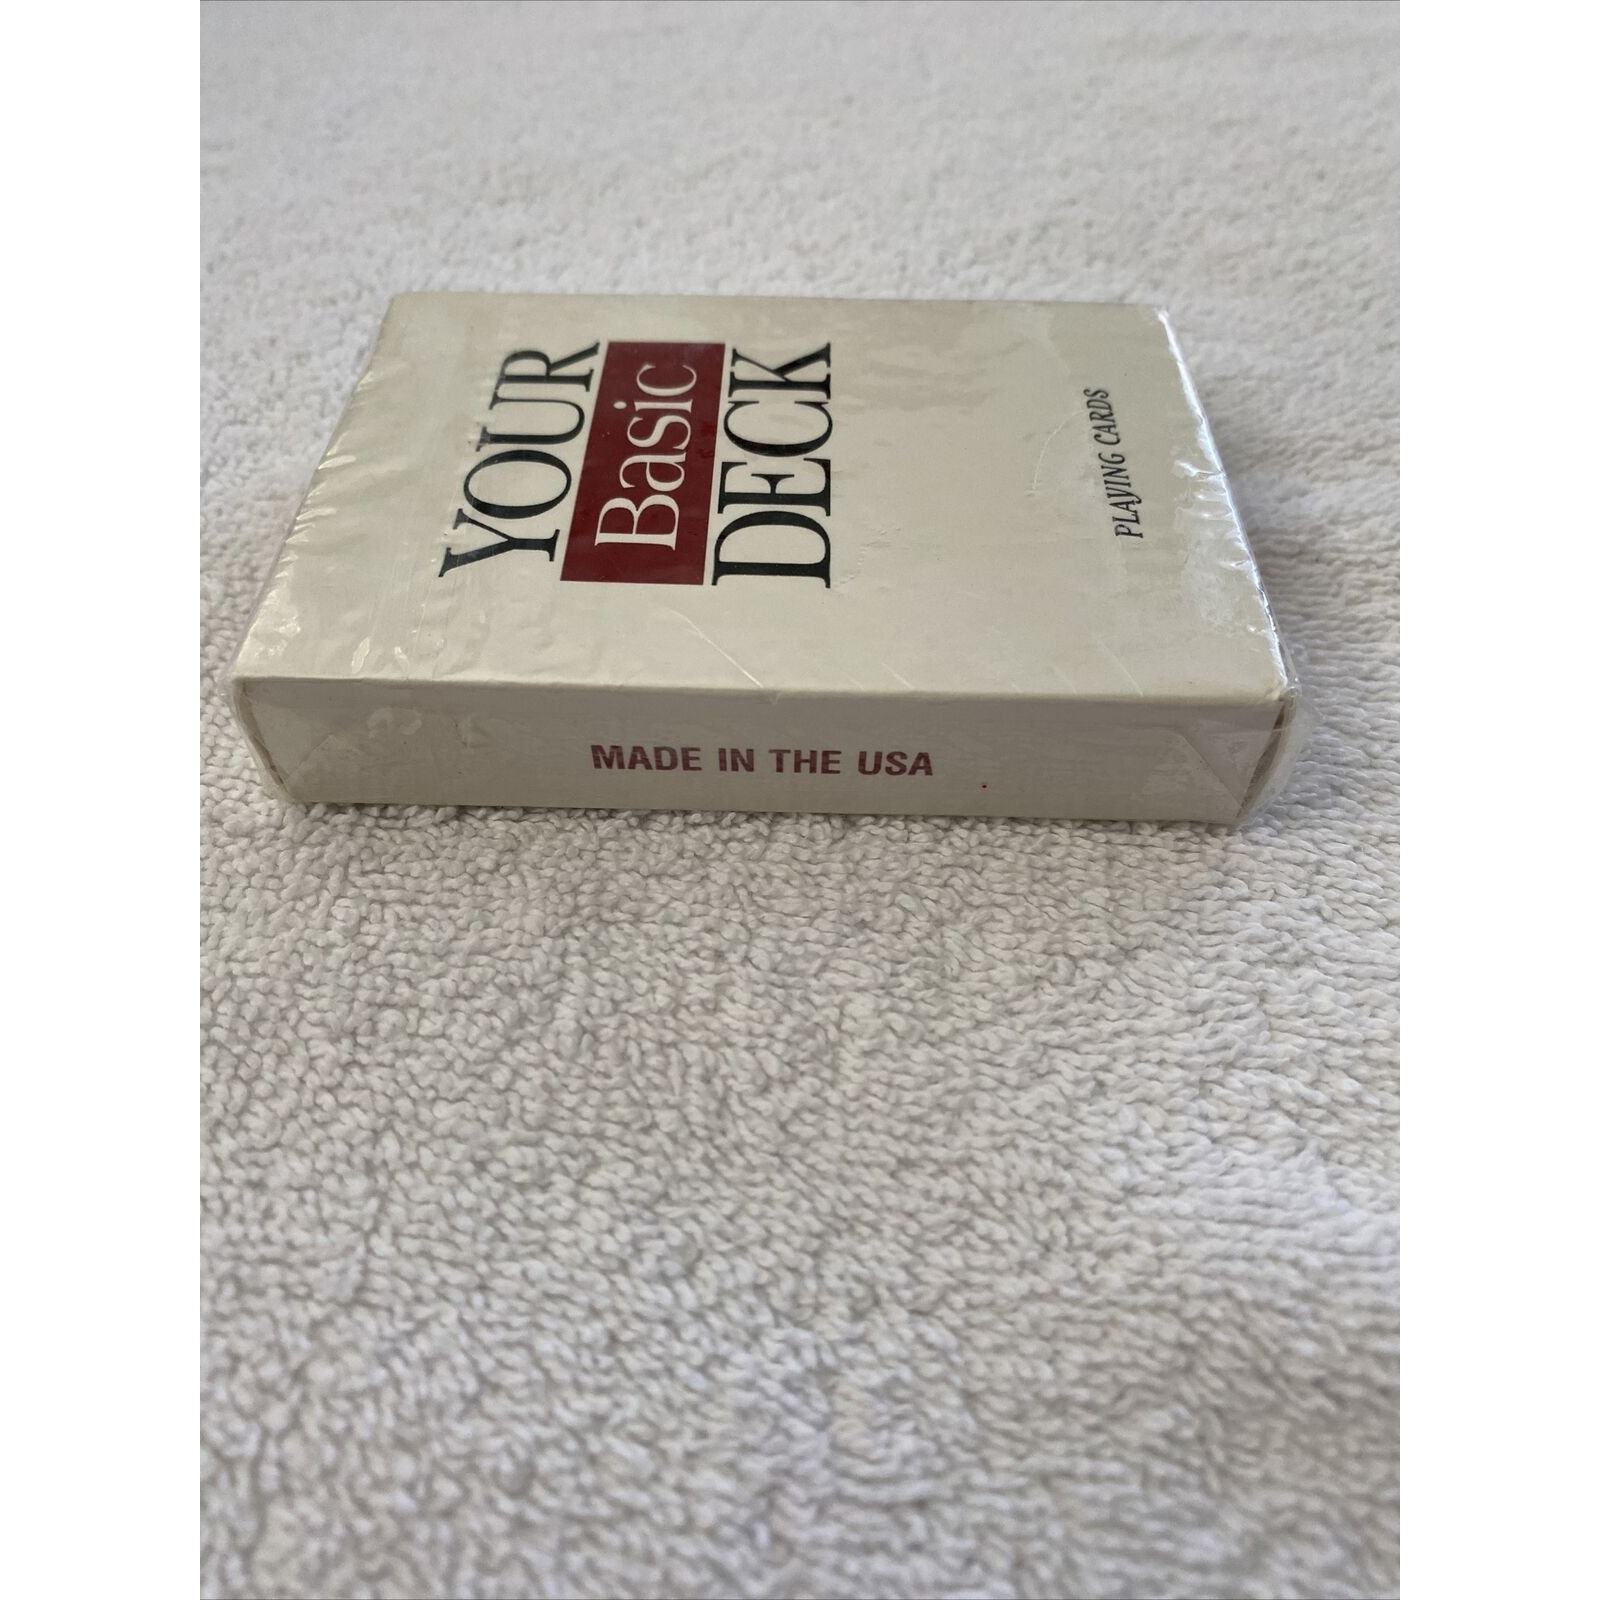 YOUR
Basic
DECK
PLAYING CARDS
MADE IN THE USA